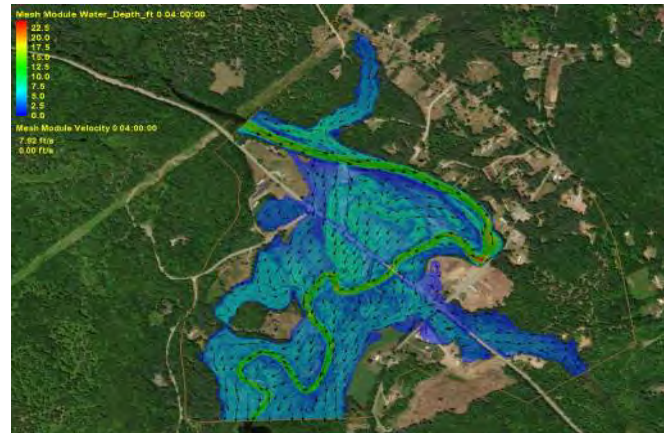 Mesh Module Water_Depth_ft 0 04:00:00
22.5
20.0
17.5
15.0
12.5
10.0
7.5
5.0
2.5
0.0
Mesh Module Velocity 0 04:00:00
7.92 ft/s
0.00 ft/s